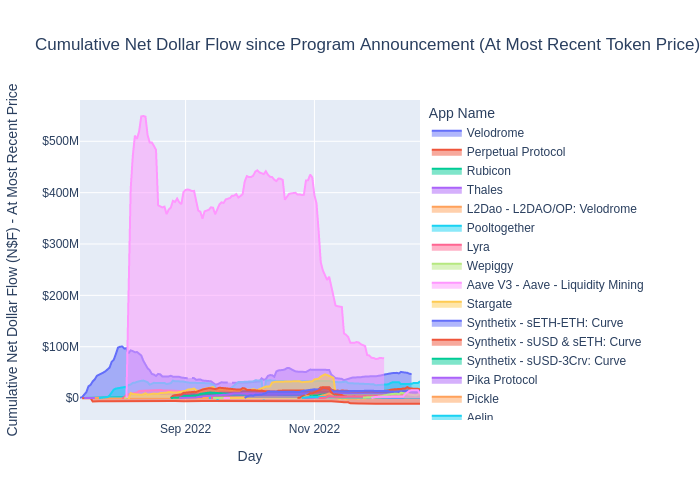 Cumulative Net Dollar Flow since Program Announcement (At Most Recent Token Price)
Cumulative Net Dollar Flow (N$F) - At Most Recent Price
$500M
$400M
$300M
$200M
$100M
$0
Sep 2022
Nov 2022
Day
App Name
Velodrome
Perpetual Protocol
Rubicon
Thales
L2Dao - L2DAO/OP: Velodrome
Pooltogether
Lyra
Wepiggy
Aave V3 - Aave - Liquidity Mining
Stargate
Synthetix - sETH-ETH: Curve
Synthetix - sUSD & sETH: Curve
Synthetix - sUSD-3Crv: Curve
Pika Protocol
Pickle
Aelin